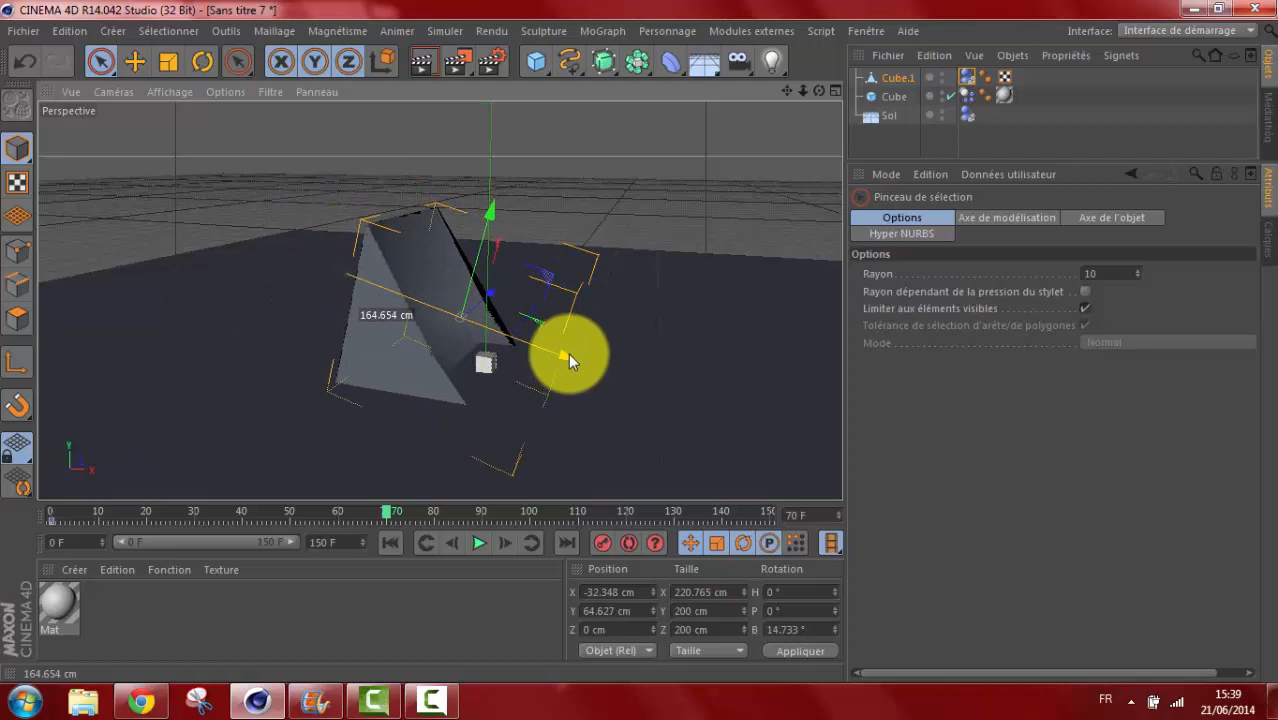 CINEMA 4D R14.042 Studio (32 Bit) - [Sans titre 7 *]
Fichier Edition Créer Sélectionner Outils Maillage Magnétisme Animer Simuler Rendu Sculpture MoGraph Personnage Modules externes Script Fenêtre Aide Interface: Interface de démarrage
X Y Z
Fichier Edition Vue Objets Propriétés Signets
Cube.1
Cube
Sol
Vue Caméras Affichage Options Filtre Panneau
Perspective
164.654 cm
Y
X
Mode Edition Données utilisateur
Pinceau de sélection
Options Axe de modélisation Axe de l'objet
Hyper NURBS
Options
Rayon 10
Rayon dépendant de la pression du stylet
Limiter aux éléments visibles
Tolérance de sélection d'arête/de polygones
Mode Normal
Objets
Médiathèque
Attributs
Calques
0 10 20 30 40 50 60 70 80 90 100 110 120 130 140 150 70 F
0 F 0 F 150 F 150 F
P
Créer Edition Fonction Texture
Mat
MAXON
CINEMA 4D
Position Taille Rotation
X -32.348 cm X 220.765 cm H 0 °
Y 64.627 cm Y 200 cm P 0 °
Z 0 cm Z 200 cm B 14.733 °
Objet (Rel) Taille Appliquer
164.654 cm
FR
15:39
21/06/2014